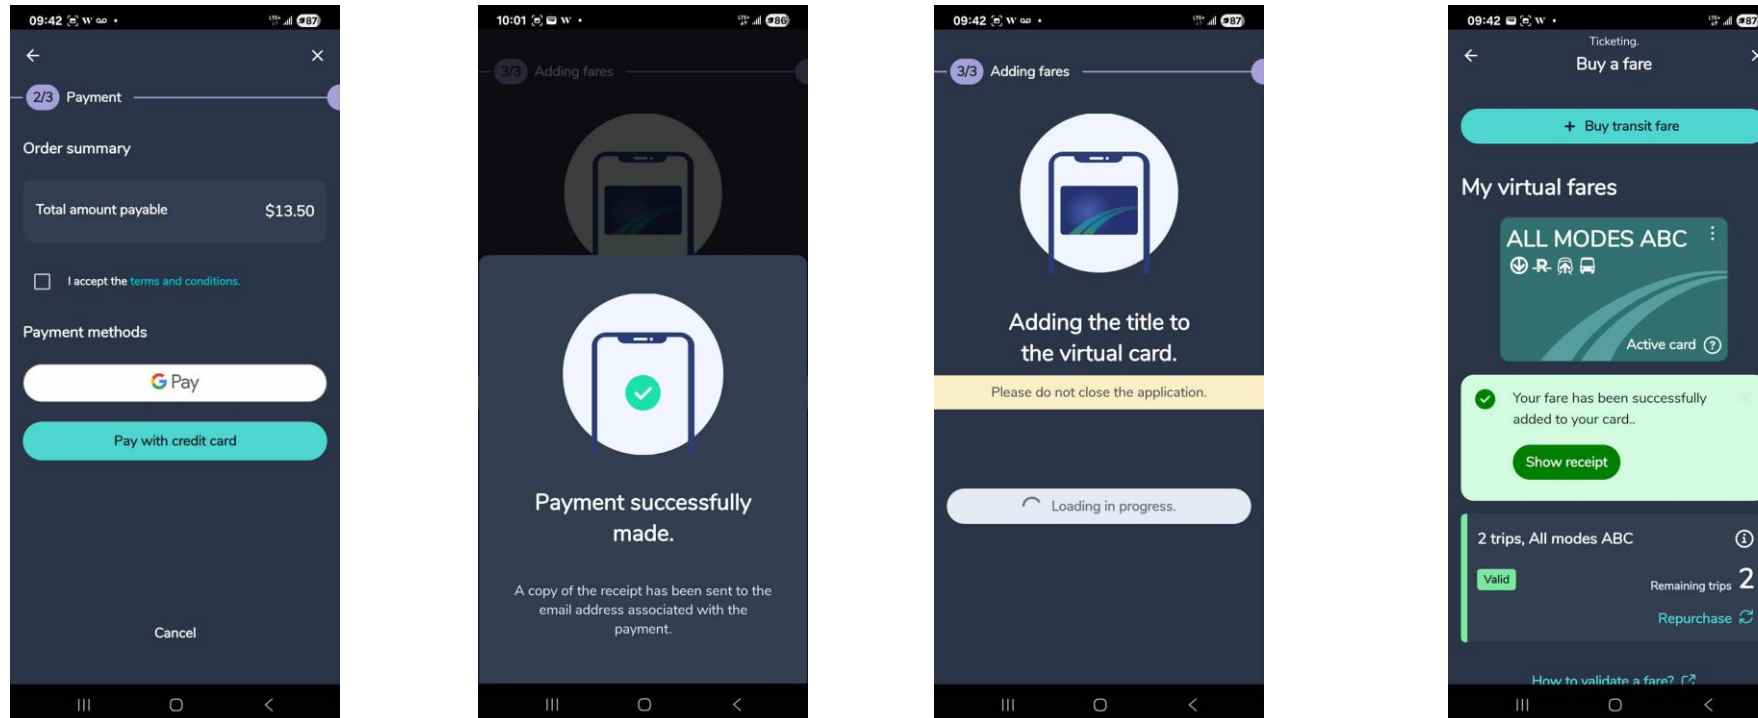 09:42 W LTE+ 87
2/3 Payment
Order summary
Total amount payable $13.50
I accept the terms and conditions.
Payment methods
G Pay
Pay with credit card
Cancel
10:01 W LTE+ 86
3/3 Adding fares
Payment successfully
made.
A copy of the receipt has been sent to the
email address associated with the
payment.
09:42 W LTE+ 87
3/3 Adding fares
Adding the title to
the virtual card.
Please do not close the application.
Loading in progress.
09:42 W LTE+ 87
Ticketing.
Buy a fare
+ Buy transit fare
My virtual fares
ALL MODES ABC
R
Active card ?
Your fare has been successfully
added to your card..
Show receipt
2 trips, All modes ABC
Valid
Remaining trips 2
Repurchase
How to validate a fare?